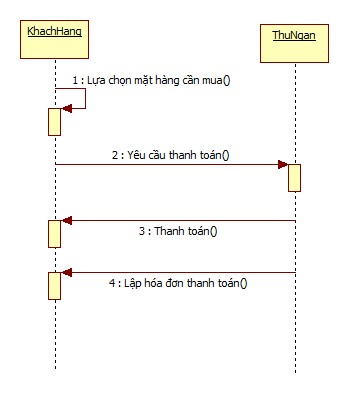 KhachHang
ThuNgan
1 : Lựa chọn mặt hàng cần mua()
2 : Yêu cầu thanh toán()
3 : Thanh toán()
4 : Lập hóa đơn thanh toán()